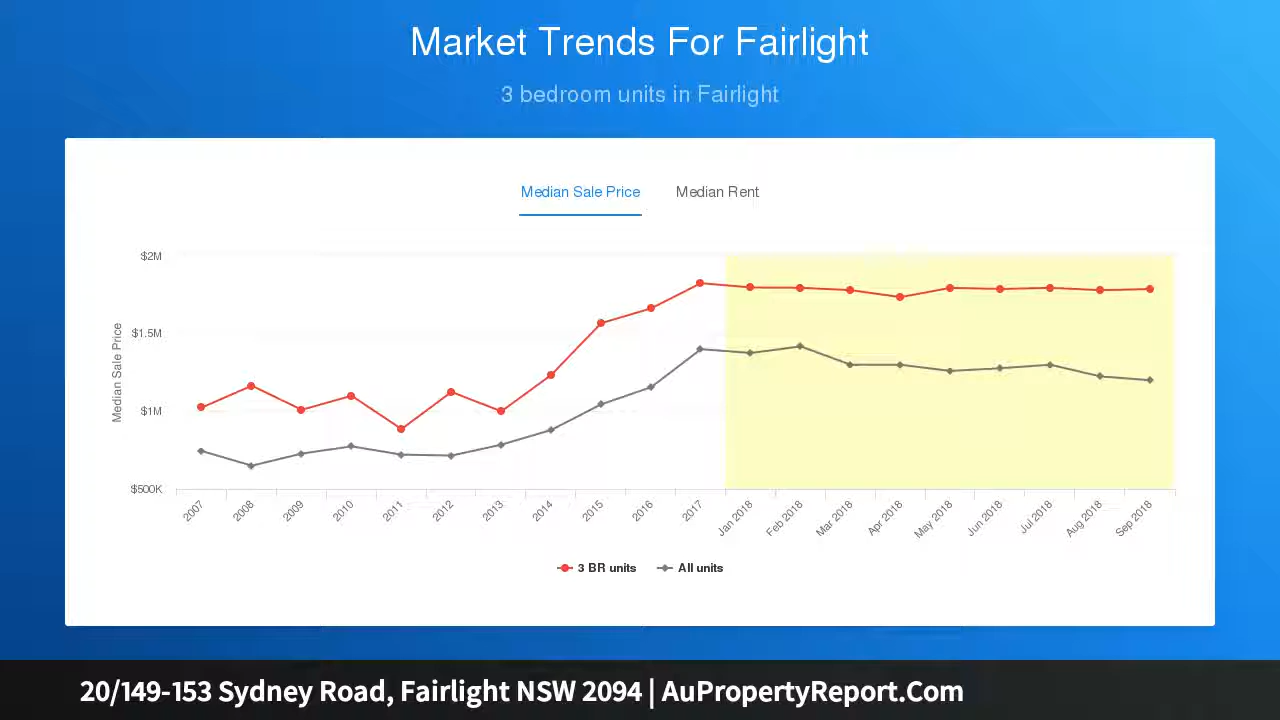 Market Trends For Fairlight
3 bedroom units in Fairlight
Median Sale Price
Median Rent
$2M
$1.5M
$1M
$500K
Median Sale Price
2007
2008
2009
2010
2011
2012
2013
2014
2015
2016
2017
Jan 2018
Feb 2018
Mar 2018
Apr 2018
May 2018
Jun 2018
Jul 2018
Aug 2018
Sep 2018
3 BR units
All units
20/149-153 Sydney Road, Fairlight NSW 2094 | AuPropertyReport.Com